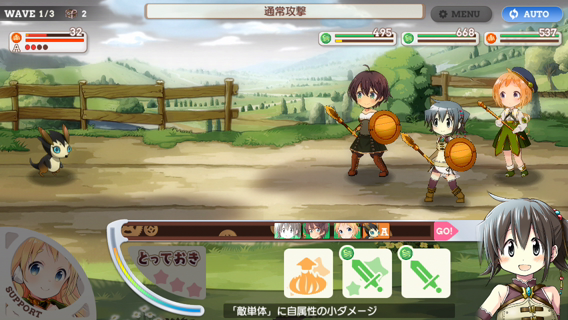 WAVE 1/3 2
通常攻撃
MENU
AUTO
32
A
495
668
537
A
GO!
とっておき
SUPPORT
「敵単体」に自属性の小ダメージ